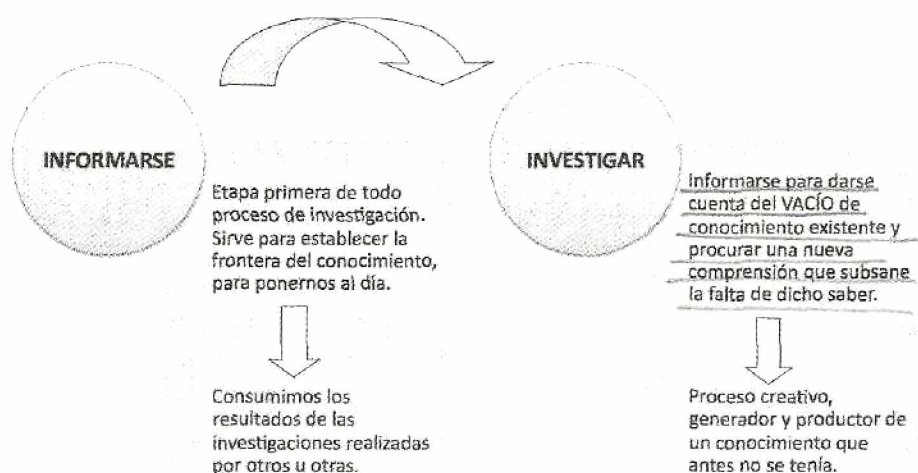 INFORMARSE
Etapa primera de todo
proceso de investigación.
Sirve para establecer la
frontera del conocimiento,
para ponernos al día.
Consumimos los
resultados de las
investigaciones realizadas
por otros u otras.
INVESTIGAR
Informarse para darse
cuenta del VACÍO de
conocimiento existente y
procurar una nueva
comprensión que subsane
la falta de dicho saber.
Proceso creativo,
generador y productor de
un conocimiento que
antes no se tenía.